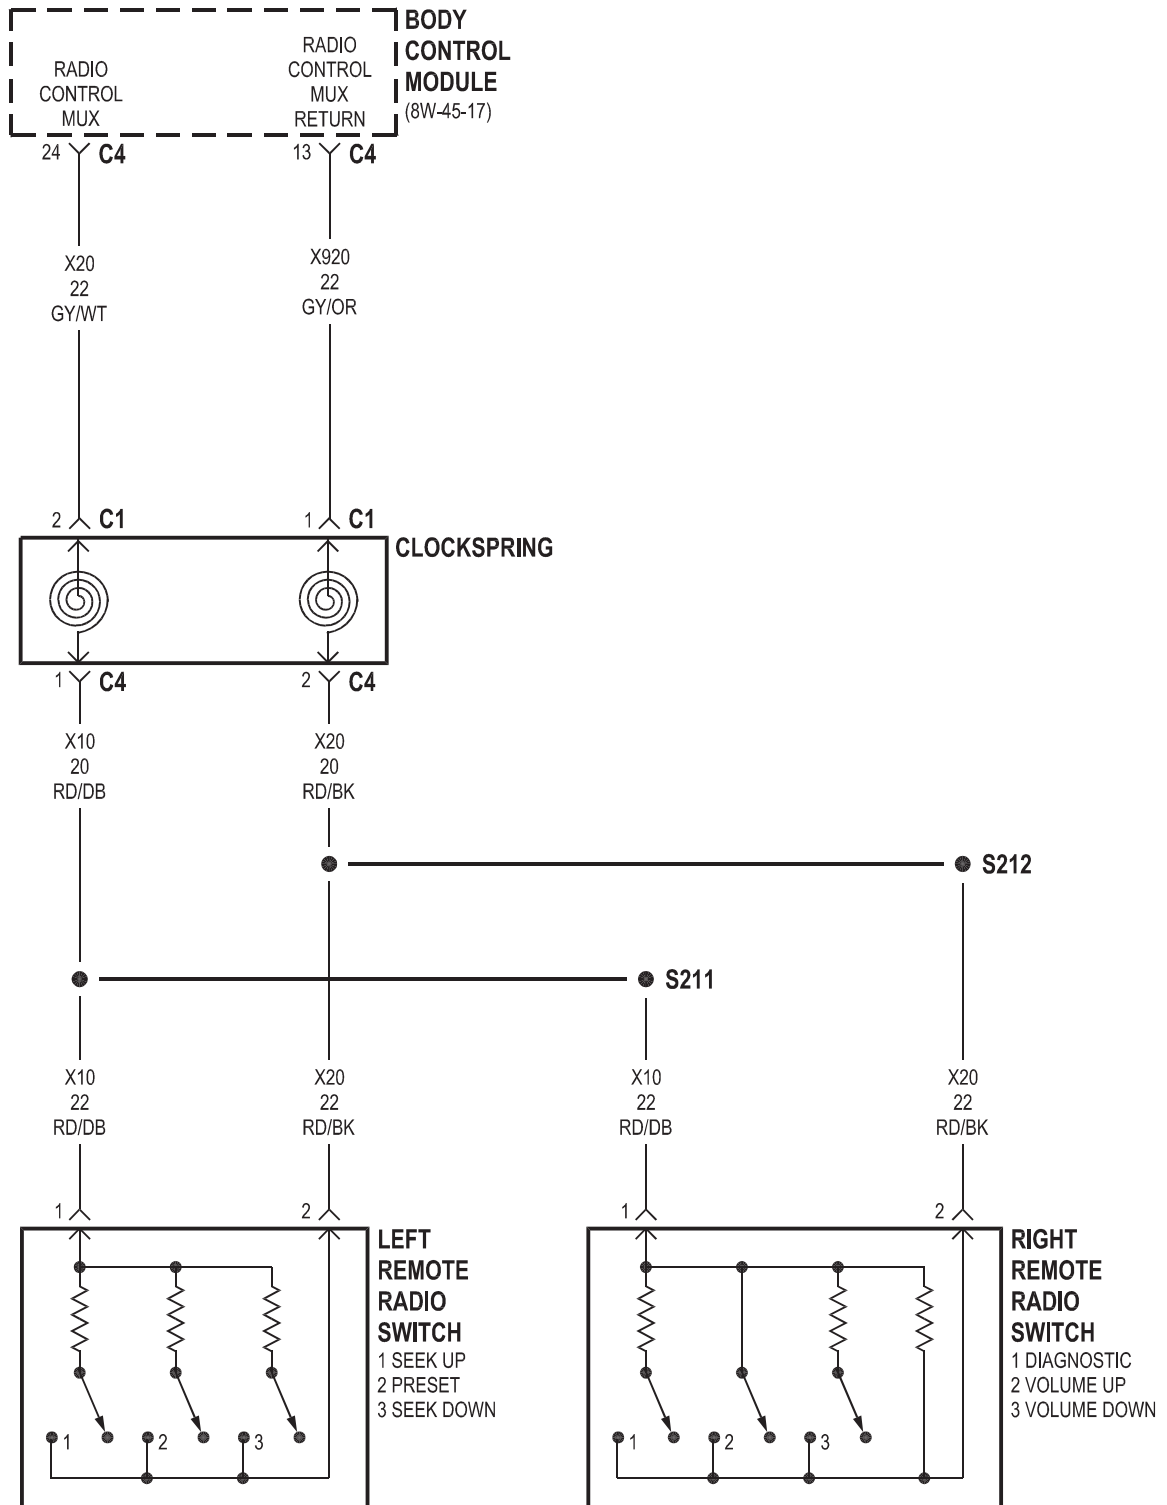 BODY
CONTROL
MODULE
(8W-45-17)
RADIO
CONTROL
MUX
RADIO
CONTROL
MUX
RETURN
24 C4
13 C4
X20
22
GY/WT
X920
22
GY/OR
2 C1
1 C1
CLOCKSPRING
1 C4
2 C4
X10
20
RD/DB
X20
20
RD/BK
S212
S211
X10
22
RD/DB
X20
22
RD/BK
X10
22
RD/DB
X20
22
RD/BK
1
2
1
2
LEFT
REMOTE
RADIO
SWITCH
1 SEEK UP
2 PRESET
3 SEEK DOWN
1
2
3
RIGHT
REMOTE
RADIO
SWITCH
1 DIAGNOSTIC
2 VOLUME UP
3 VOLUME DOWN
1
2
3